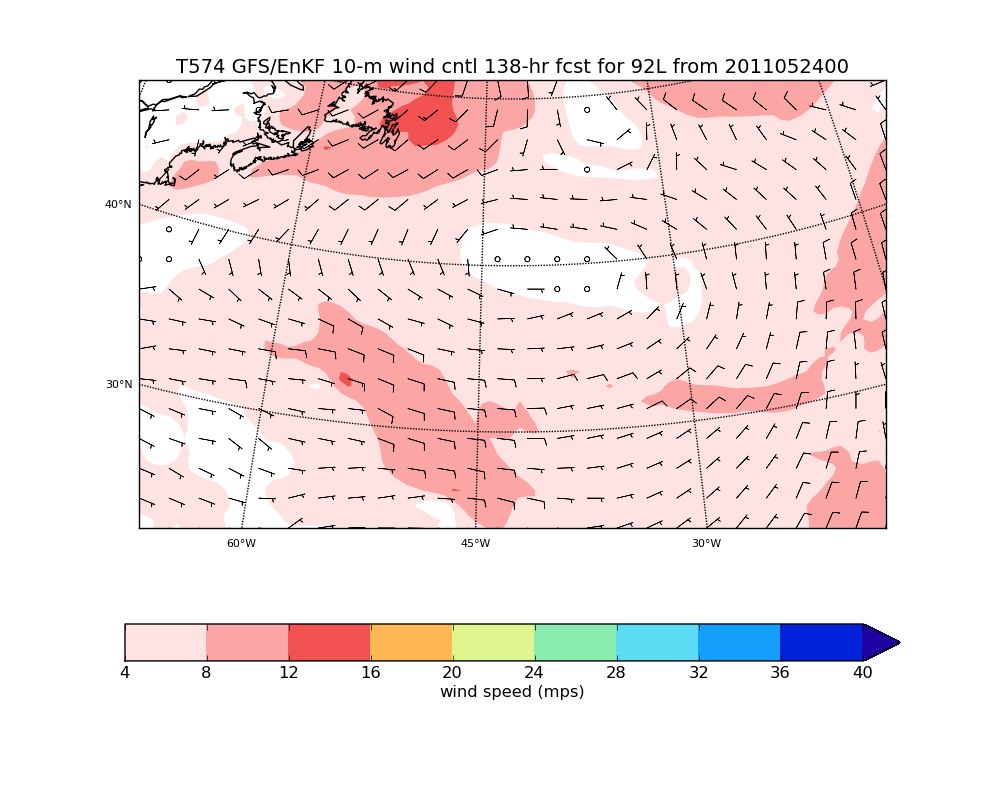 T574 GFS/EnKF 10-m wind cntl 138-hr fcst for 92L from 2011052400
40°N
30°N
60°W 45°W 30°W
4 8 12 16 20 24 28 32 36 40
wind speed (mps)